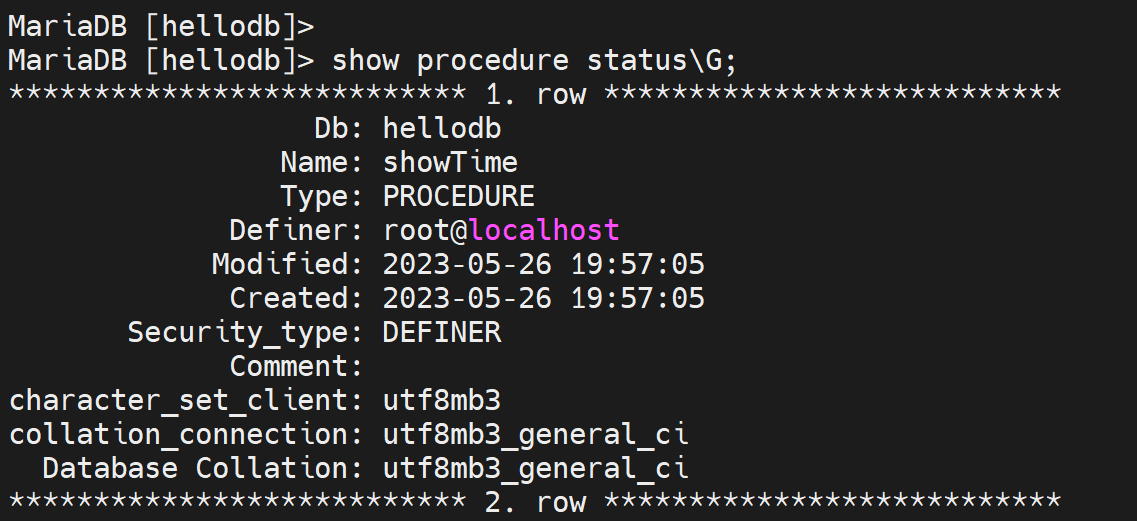 MariaDB [hellodb]>
MariaDB [hellodb]> show procedure status\G;
*************************** 1. row ***************************
Db: hellodb
Name: showTime
Type: PROCEDURE
Definer: root@localhost
Modified: 2023-05-26 19:57:05
Created: 2023-05-26 19:57:05
Security_type: DEFINER
Comment:
character_set_client: utf8mb3
collation_connection: utf8mb3_general_ci
Database Collation: utf8mb3_general_ci
*************************** 2. row ***************************